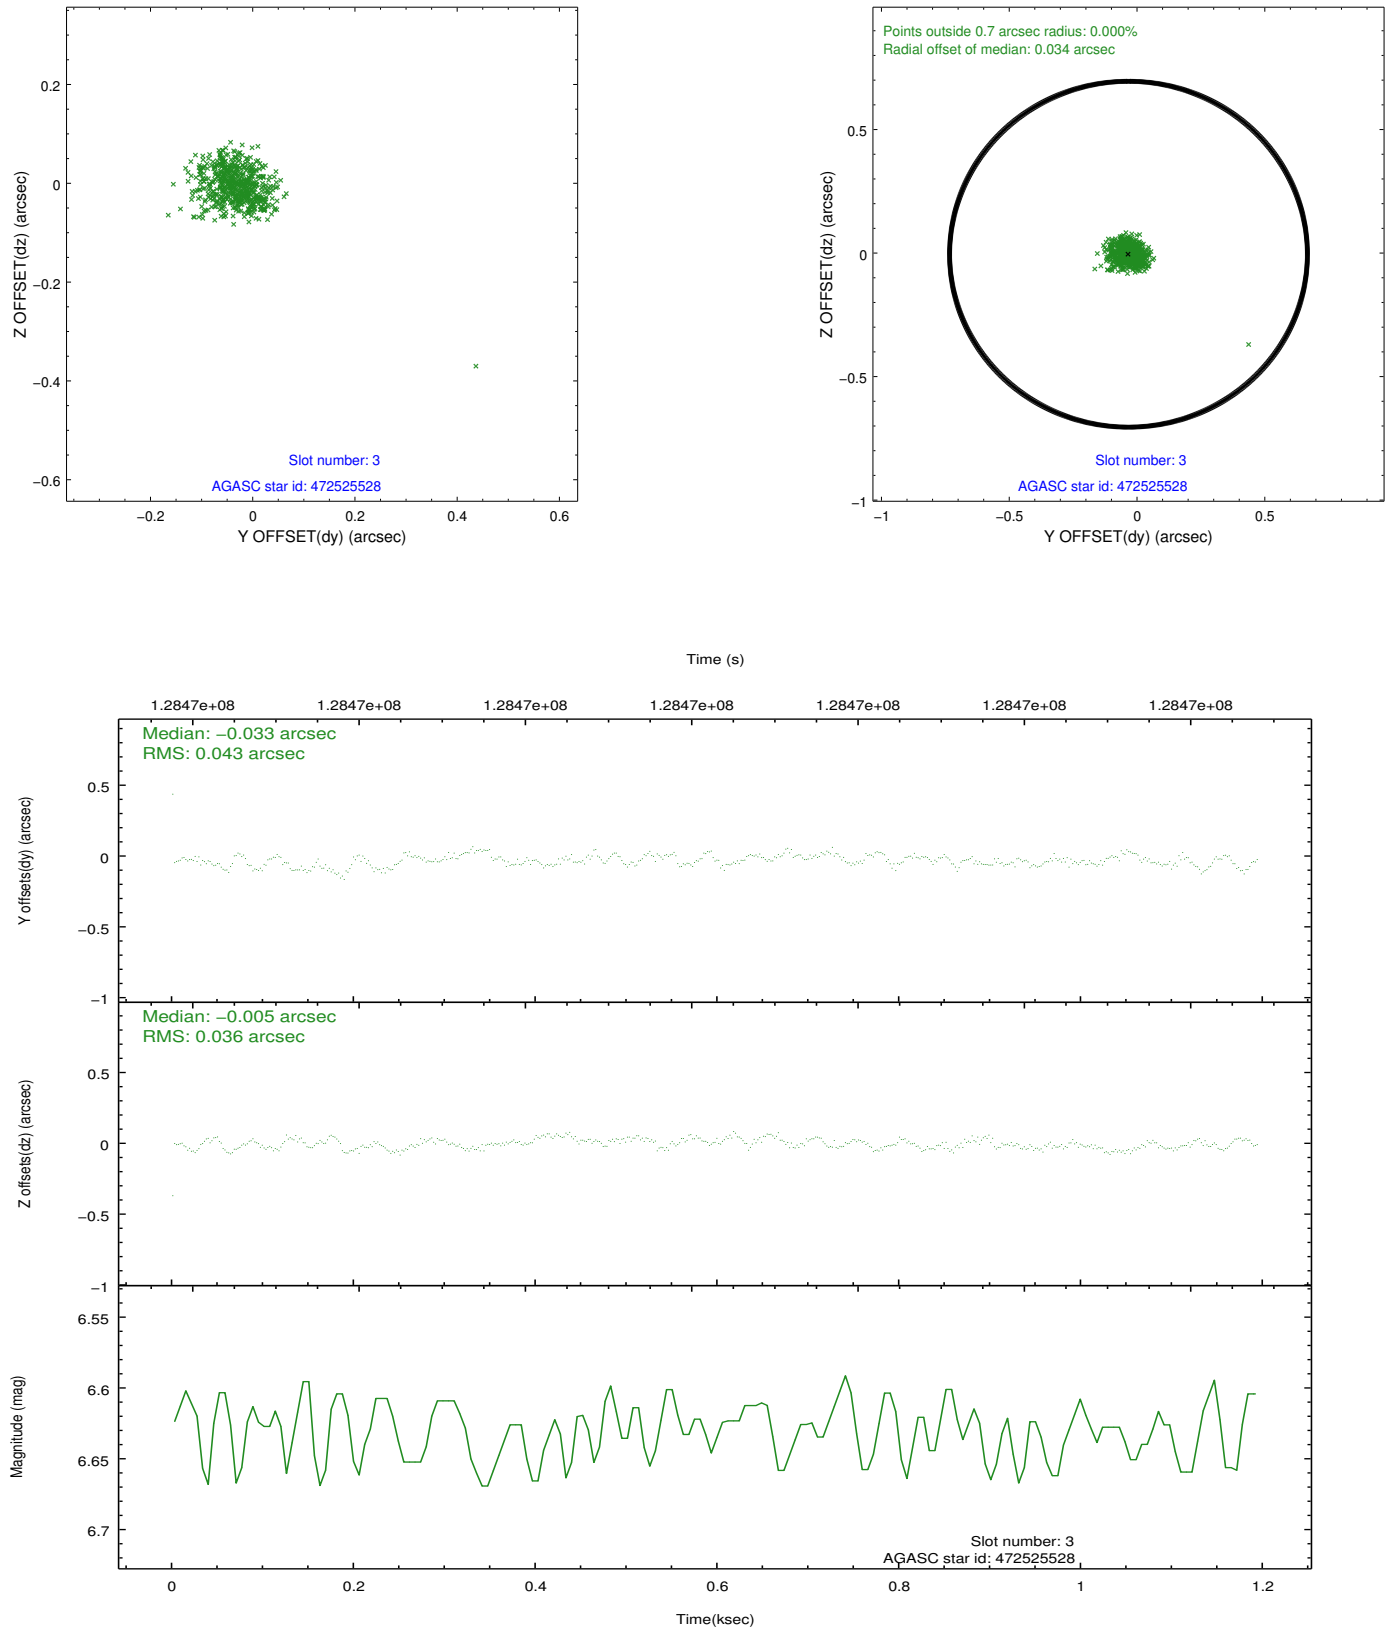 0.2
0
−0.2
−0.4
−0.6
Z OFFSET(dz) (arcsec)
Slot number: 3
AGASC star id: 472525528
−0.2 0 0.2 0.4 0.6
Y OFFSET(dy) (arcsec)
Points outside 0.7 arcsec radius: 0.000%
Radial offset of median: 0.034 arcsec
0.5
0
−0.5
−1
Z OFFSET(dz) (arcsec)
Slot number: 3
AGASC star id: 472525528
−1 −0.5 0 0.5
Y OFFSET(dy) (arcsec)
Time (s)
1.2847e+08 1.2847e+08 1.2847e+08 1.2847e+08 1.2847e+08 1.2847e+08 1.2847e+08
Median: −0.033 arcsec
RMS: 0.043 arcsec
0.5
0
−0.5
−1
Y offsets(dy) (arcsec)
Median: −0.005 arcsec
RMS: 0.036 arcsec
0.5
0
−0.5
−1
Z offsets(dz) (arcsec)
6.55
6.6
6.65
6.7
Magnitude (mag)
Slot number: 3
AGASC star id: 472525528
0 0.2 0.4 0.6 0.8 1 1.2
Time(ksec)